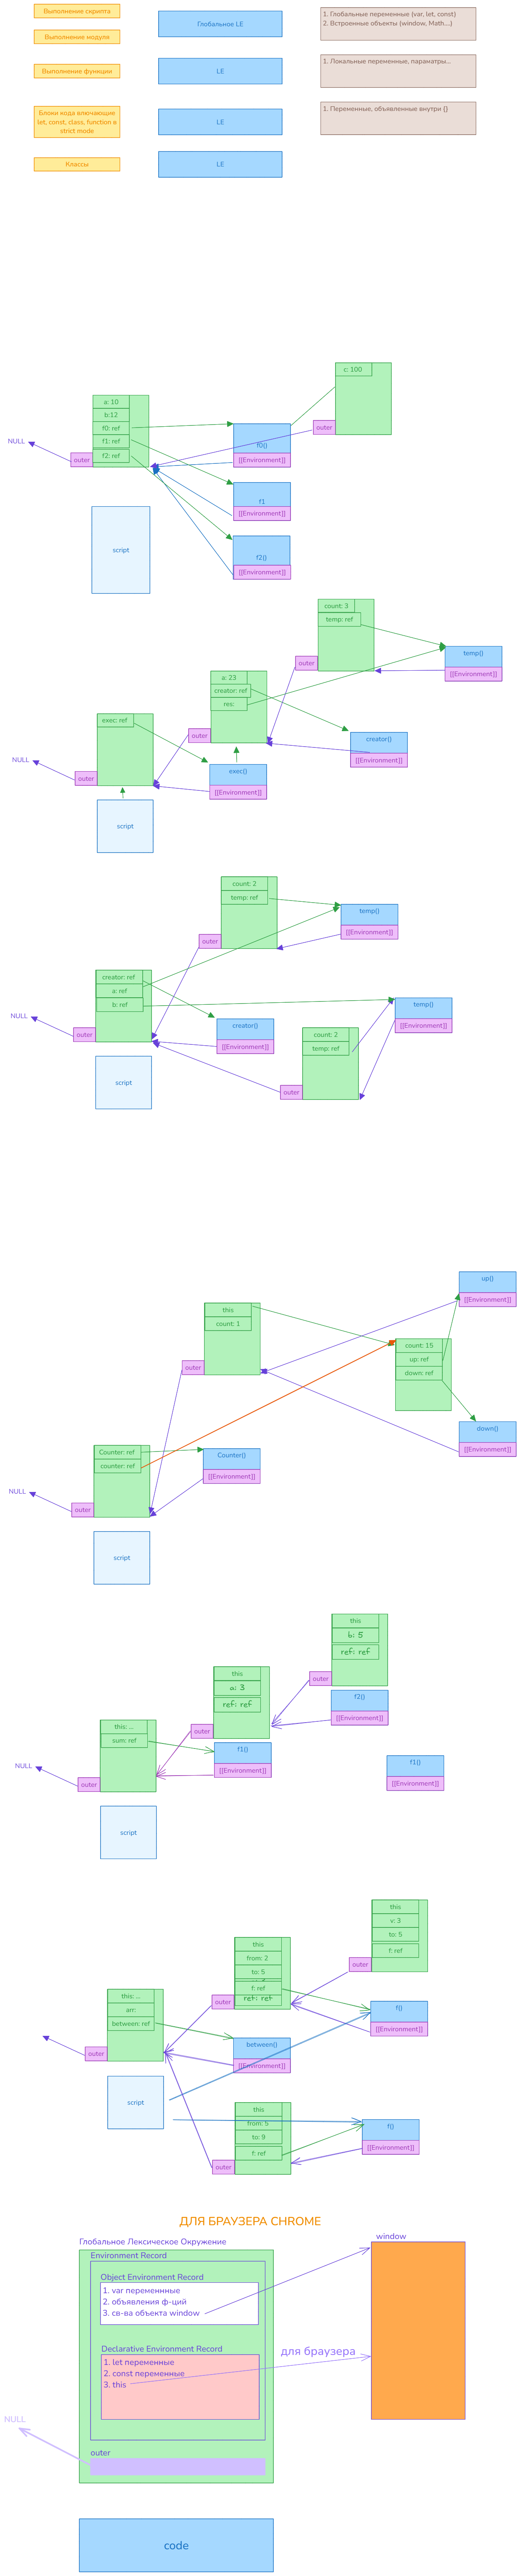 Выполнение скрипта
Выполнение модуля
Глобальное LE
1. Глобальные переменные (var, let, const)
2. Встроенные объекты (window, Math....)
Выполнение функции
LE
1. Локальные переменные, параматры...
Блоки кода влючающие
let, const, class, function в
strict mode
LE
1. Перененные, объявленные внутри {}
Классы
LE
c: 100
outer
a: 10
b:12
f0: ref
f1: ref
f2: ref
NULL
outer
f0()
[[Environment]]
f1
[[Environment]]
f2()
[[Environment]]
script
count: 3
temp: ref
outer
temp()
[[Environment]]
a: 23
creator: ref
res:
outer
creator()
[[Environment]]
exec: ref
NULL
outer
exec()
[[Environment]]
script
count: 2
temp: ref
outer
temp()
[[Environment]]
creator: ref
a: ref
b: ref
NULL
outer
creator()
[[Environment]]
temp()
[[Environment]]
count: 2
temp: ref
outer
script
up()
[[Environment]]
this
count: 1
outer
count: 15
up: ref
down: ref
down()
[[Environment]]
Counter: ref
counter: ref
NULL
outer
Counter()
[[Environment]]
script
this
b: 5
ref: ref
outer
f2()
[[Environment]]
this
a: 3
ref: ref
outer
this: ...
sum: ref
NULL
outer
f1()
[[Environment]]
f1()
[[Environment]]
script
this
v: 3
to: 5
f: ref
outer
this
from: 2
to: 5
f: ref
ref: ref
outer
f()
[[Environment]]
this: ...
arr:
between: ref
outer
between()
[[Environment]]
script
this
from: 5
to: 9
f: ref
outer
f()
[[Environment]]
ДЛЯ БРАУЗЕРА CHROME
Глобальное Лексическое Окружение
window
Environment Record
Object Environment Record
1. var переменнные
2. объявления ф-ций
3. св-ва объекта window
Declarative Environment Record
1. let переменные
2. const переменные
3. this
для браузера
NULL
outer
code